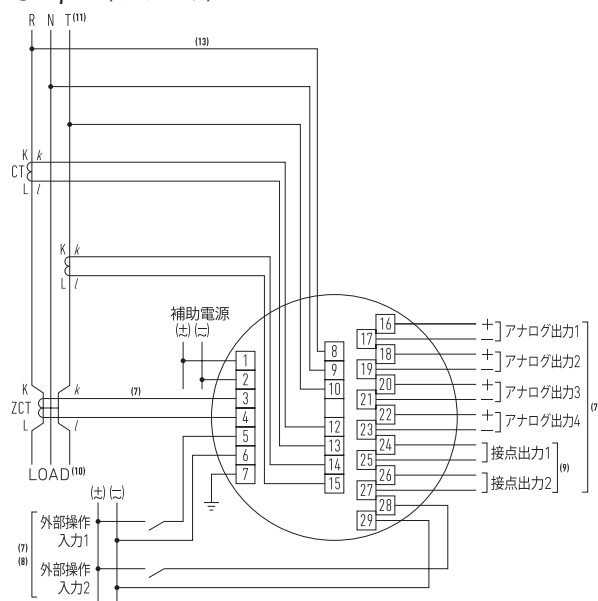 R N T(11)
(13)
K k
CT
L l
K k
L l
補助電源
(±) (∼)
1
2
3
4
5
6
7
8
9
10
12
13
14
15
16
17
18
19
20
21
22
23
24
25
26
27
28
29
+
− アナログ出力1
+
− アナログ出力2
+
− アナログ出力3
+
− アナログ出力4
(7
接点出力1
(9)
接点出力2
K k
(7)
ZCT
L l
LOAD(10)
(±) (∼)
(7)
(8)
外部操作
入力1
外部操作
入力2